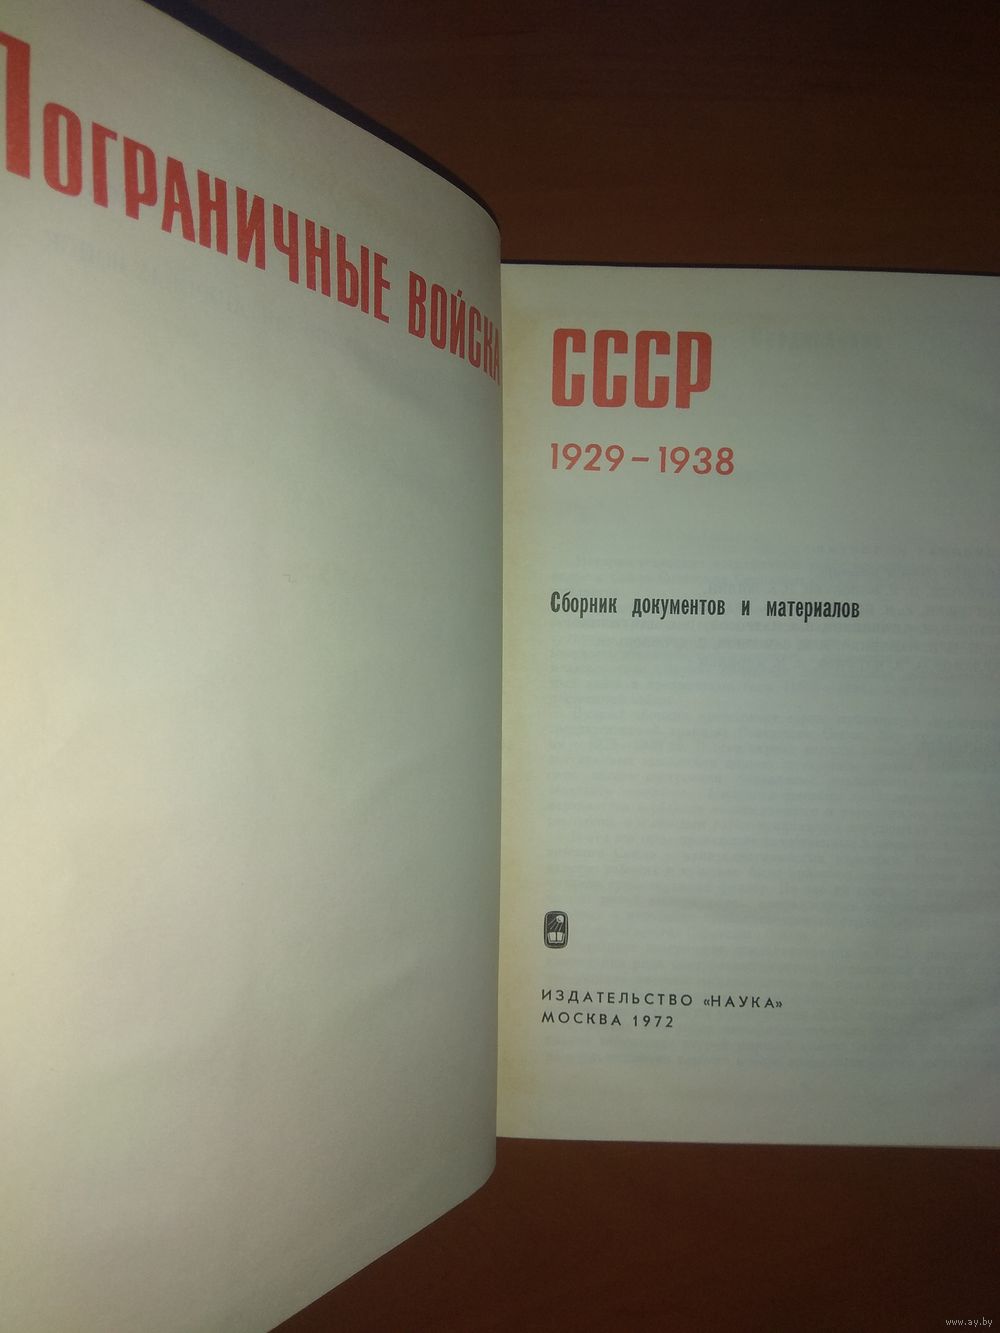 Пограничные войска
СССР
1929–1938
Сборник документов и материалов
ИЗДАТЕЛЬСТВО «НАУКА»
МОСКВА 1972
www.ay.by